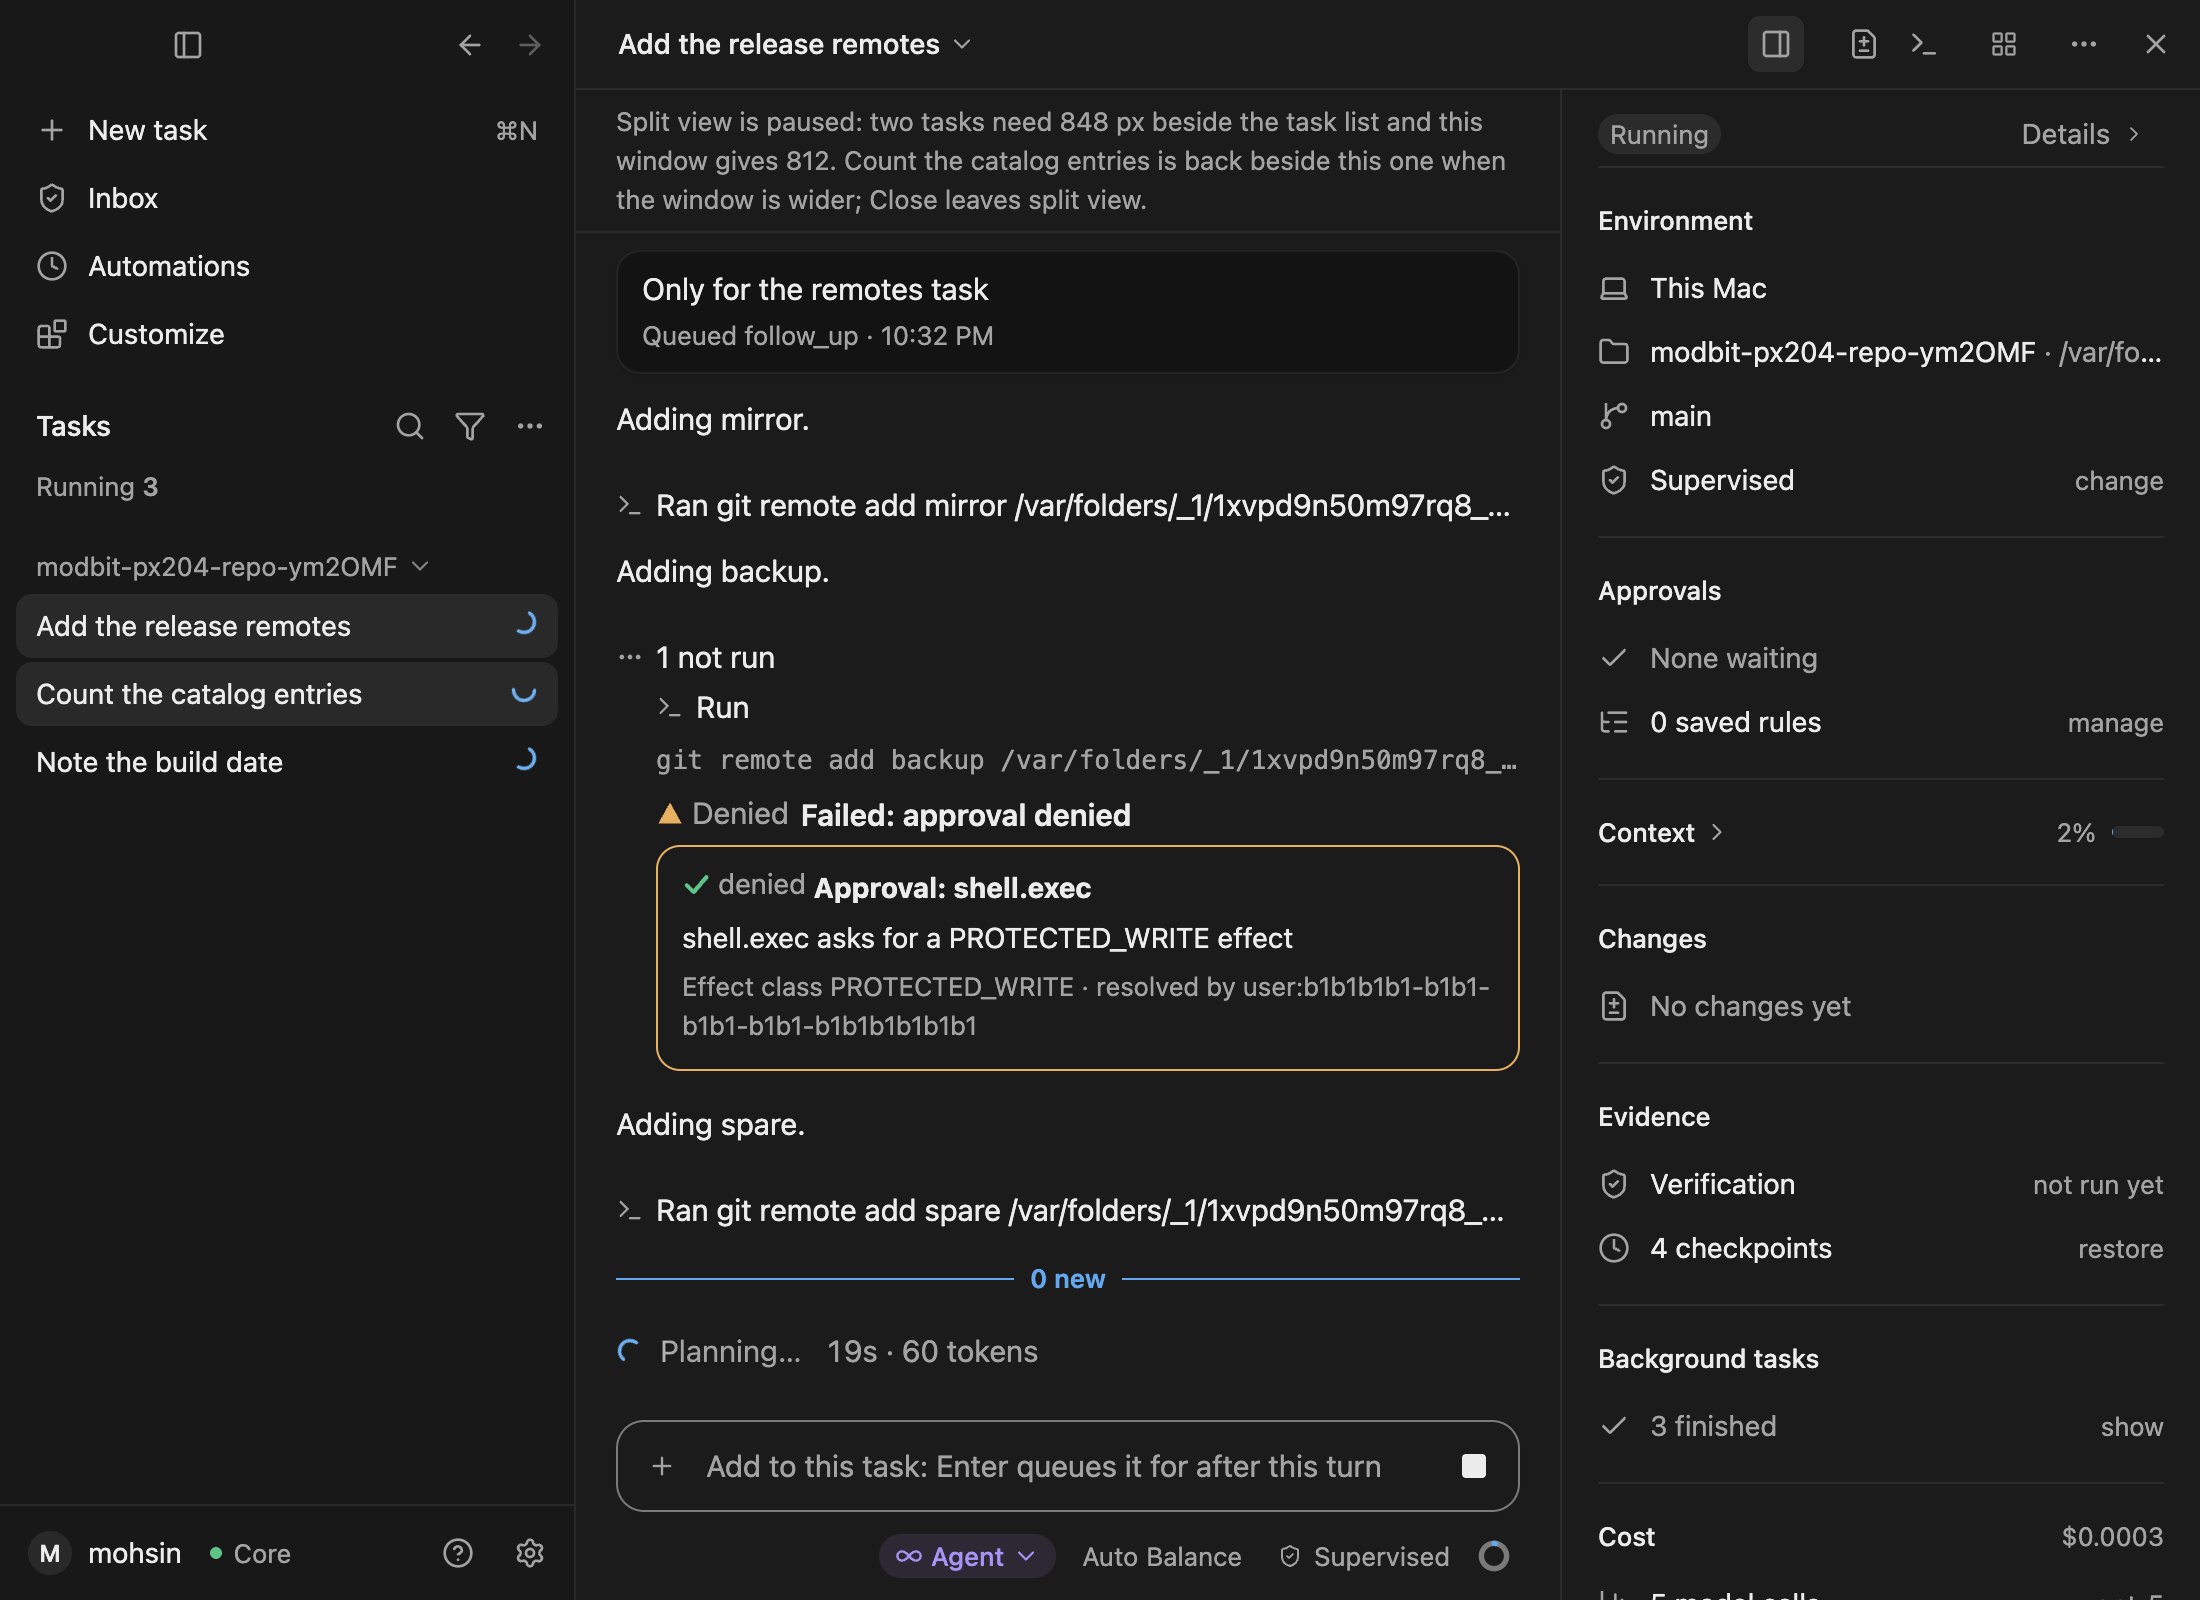 New task ⌘N
Inbox
Automations
Customize
Tasks
Running 3
modbit-px204-repo-ym2OMF
Add the release remotes
Count the catalog entries
Note the build date
M mohsin Core
Add the release remotes
Split view is paused: two tasks need 848 px beside the task list and this
window gives 812. Count the catalog entries is back beside this one when
the window is wider; Close leaves split view.
Only for the remotes task
Queued follow_up · 10:32 PM
Adding mirror.
Ran git remote add mirror /var/folders/_1/1xvpd9n50m97rq8_...
Adding backup.
1 not run
Run
git remote add backup /var/folders/_1/1xvpd9n50m97rq8_…
Denied Failed: approval denied
denied Approval: shell.exec
shell.exec asks for a PROTECTED_WRITE effect
Effect class PROTECTED_WRITE · resolved by user:b1b1b1b1-b1b1-
b1b1-b1b1-b1b1b1b1b1b1
Adding spare.
Ran git remote add spare /var/folders/_1/1xvpd9n50m97rq8_...
0 new
Planning... 19s · 60 tokens
Add to this task: Enter queues it for after this turn
Agent Auto Balance Supervised
Running Details
Environment
This Mac
modbit-px204-repo-ym2OMF · /var/fo...
main
Supervised change
Approvals
None waiting
0 saved rules manage
Context 2%
Changes
No changes yet
Evidence
Verification not run yet
4 checkpoints restore
Background tasks
3 finished show
Cost $0.0003
5 model calls